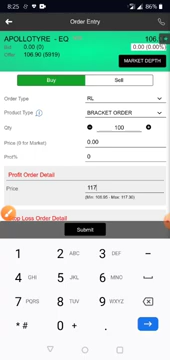 8:25
86%
Order Entry
APOLLOTYRE - EQ 106.
Bid 0.00 (0) 0.00 (0.00%)
Offer 106.90 (5919)
MARKET DEPTH
Buy Sell
Order Type RL
Product Type i BRACKET ORDER
Qty 100
Price (0 for Market) 0.00
Prot% 0
Profit Order Detail
Price 117
(Min: 106.95 - Max: 117.90)
Stop Loss Order Detail
Submit
1 2 ABC 3 DEF -
4 GHI 5 JKL 6 MNO
7 PQRS 8 TUV 9 WXYZ
* # 0 + .